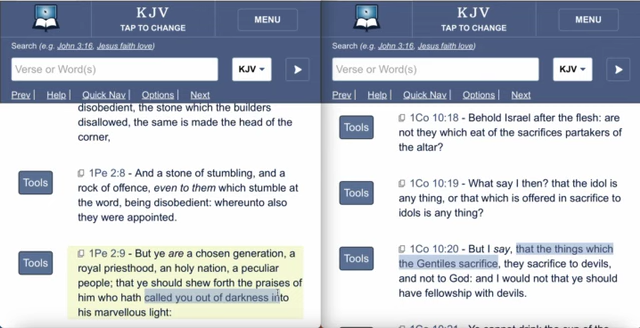 KJV
TAP TO CHANGE
MENU
Search (e.g. John 3:16, Jesus faith love)
Verse or Word(s)
KJV
Prev | Help | Quick Nav | Options | Next
disobedient, the stone which the builders
disallowed, the same is made the head of the
corner,
Tools
1Pe 2:8 - And a stone of stumbling, and a
rock of offence, even to them which stumble at
the word, being disobedient: whereunto also
they were appointed.
Tools
1Pe 2:9 - But ye are a chosen generation, a
royal priesthood, an holy nation, a peculiar
people; that ye should shew forth the praises of
him who hath called you out of darkness into
his marvellous light:
KJV
TAP TO CHANGE
MENU
Search (e.g. John 3:16, Jesus faith love)
Verse or Word(s)
KJV
Prev | Help | Quick Nav | Options | Next
Tools
1Co 10:18 - Behold Israel after the flesh: are
not they which eat of the sacrifices partakers of
the altar?
Tools
1Co 10:19 - What say I then? that the idol is
any thing, or that which is offered in sacrifice to
idols is any thing?
Tools
1Co 10:20 - But I say, that the things which
the Gentiles sacrifice, they sacrifice to devils,
and not to God: and I would not that ye should
have fellowship with devils.
1Co 10:21 - Ye cannot drink the cup of the